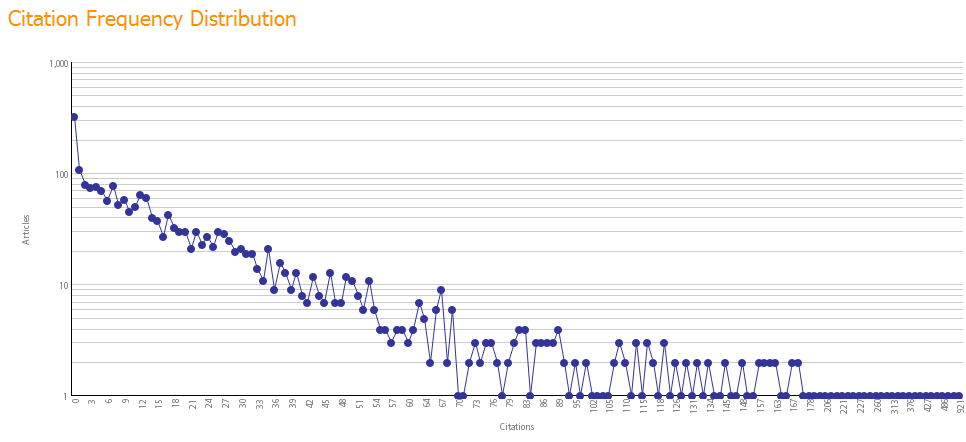 Citation Frequency Distribution
1,000
100
10
1
Articles
0 3 6 9 12 15 18 21 24 27 30 33 36 39 42 45 48 51 54 57 60 64 67 70 73 76 79 83 86 89 95 102 105 110 115 118 126 131 134 145 148 157 163 167 178 206 221 227 260 313 376 427 486 921
Citations